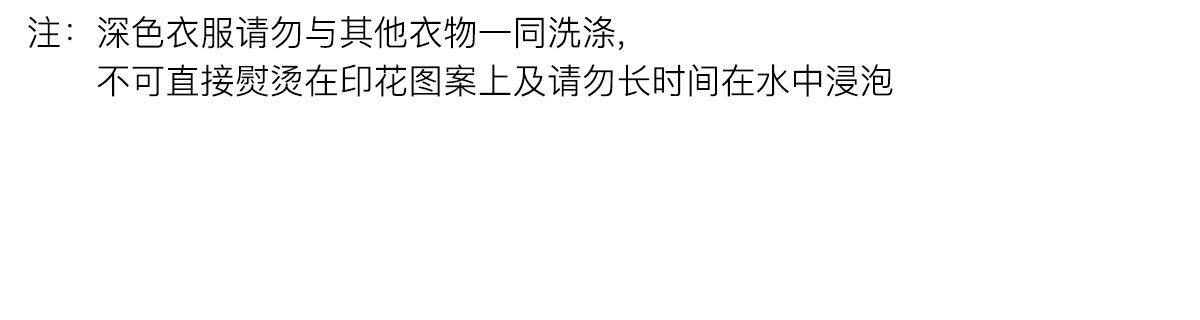 注：深色衣服请勿与其他衣物一同洗涤,
不可直接熨烫在印花图案上及请勿长时间在水中浸泡